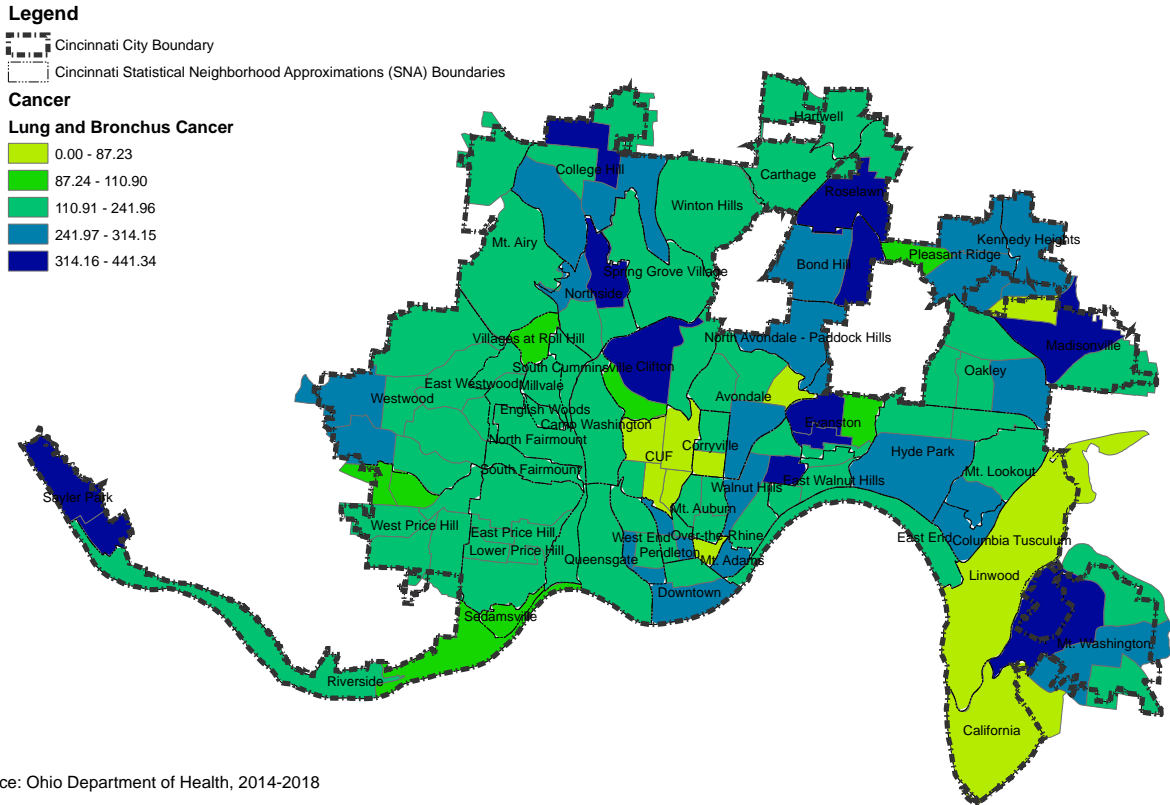 Legend
Cincinnati City Boundary
Cincinnati Statistical Neighborhood Approximations (SNA) Boundaries
Cancer
Lung and Bronchus Cancer
0.00 - 87.23
87.24 - 110.90
110.91 - 241.96
241.97 - 314.15
314.16 - 441.34
Hartwell
College Hill
Carthage
Roselawn
Winton Hills
Mt. Airy
Kennedy Heights
Pleasant Ridge
Bond Hill
Spring Grove Village
Northside
Villages at Roll Hill
North Avondale - Paddock Hills
Madisonville
South Cumminsville
Clifton
Oakley
East Westwood
Millvale
Westwood
Avondale
English Woods
Camp Washington
Evanston
North Fairmount
Corryville
CUF
Hyde Park
South Fairmount
Mt. Lookout
East Walnut Hills
Walnut Hills
Sayler Park
Mt. Auburn
West Price Hill
East Price Hill
West End
Over-the-Rhine
East End
Columbia Tusculum
Lower Price Hill
Queensgate
Pendleton
Mt. Adams
Linwood
Downtown
Sedamsville
Mt. Washington
Riverside
California
ce: Ohio Department of Health, 2014-2018